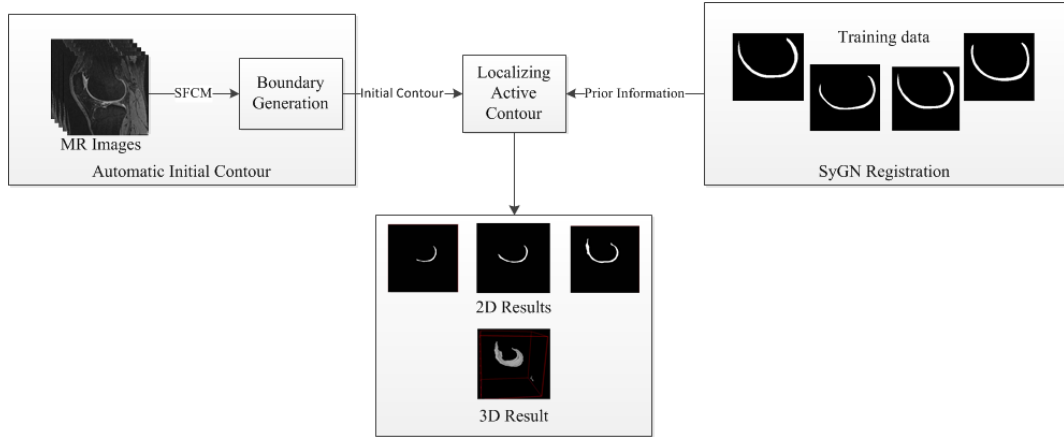 MR Images
SFCM
Boundary
Generation
Automatic Initial Contour
Initial Contour
Localizing
Active
Contour
Prior Information
Training data
SyGN Registration
2D Results
3D Result